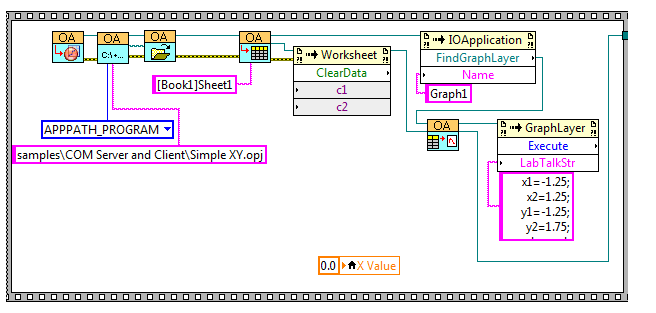 OA
OA
OA
OA
C:\+...
Worksheet
ClearData
c1
c2
IOApplication
FindGraphLayer
Name
[Book1]Sheet1
Graph1
APPPATH_PROGRAM
samples\COM Server and Client\Simple XY.opj
OA
GraphLayer
Execute
LabTalkStr
x1=-1.25;
x2=1.25;
y1=-1.25;
y2=1.75;
0.0
X Value